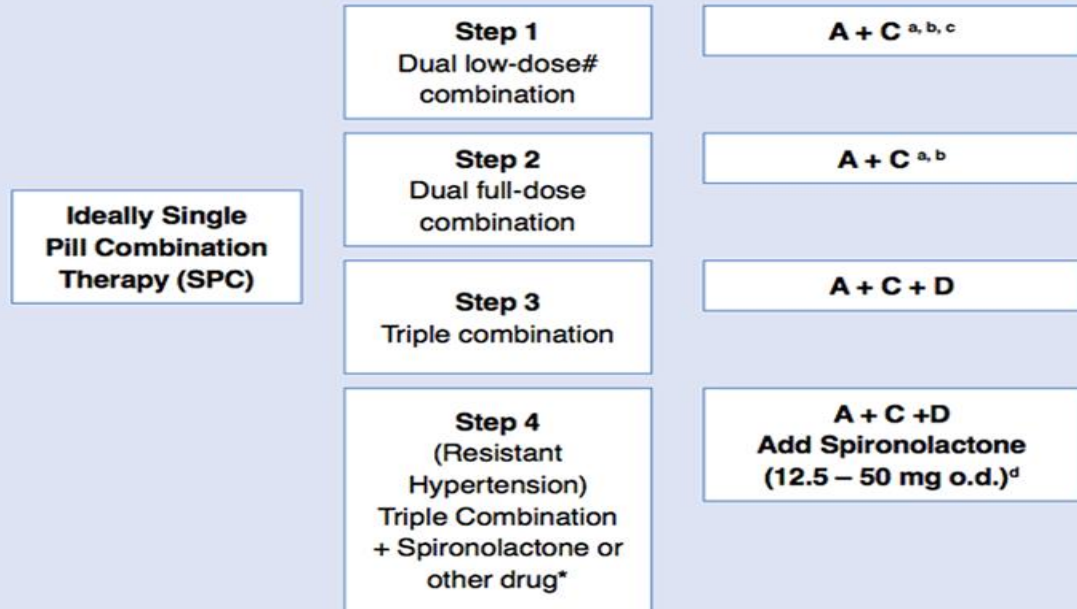 Ideally Single
Pill Combination
Therapy (SPC)
Step 1
Dual low-dose#
combination
A + C a, b, c
Step 2
Dual full-dose
combination
A + C a, b
Step 3
Triple combination
A + C + D
Step 4
(Resistant
Hypertension)
Triple Combination
+ Spironolactone or
other drug*
A + C +D
Add Spironolactone
(12.5 – 50 mg o.d.)d